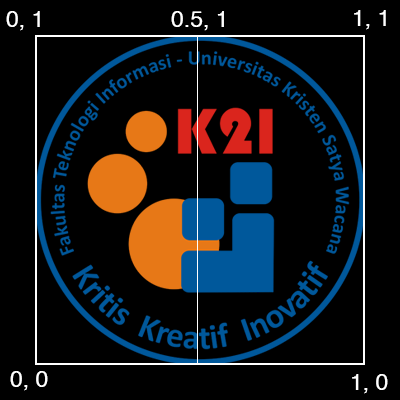 0, 1
0.5, 1
1, 1
Fakultas Teknologi Informasi - Universitas Kristen Satya Wacana
K2I
Kritis Kreatif Inovatif
0, 0
1, 0